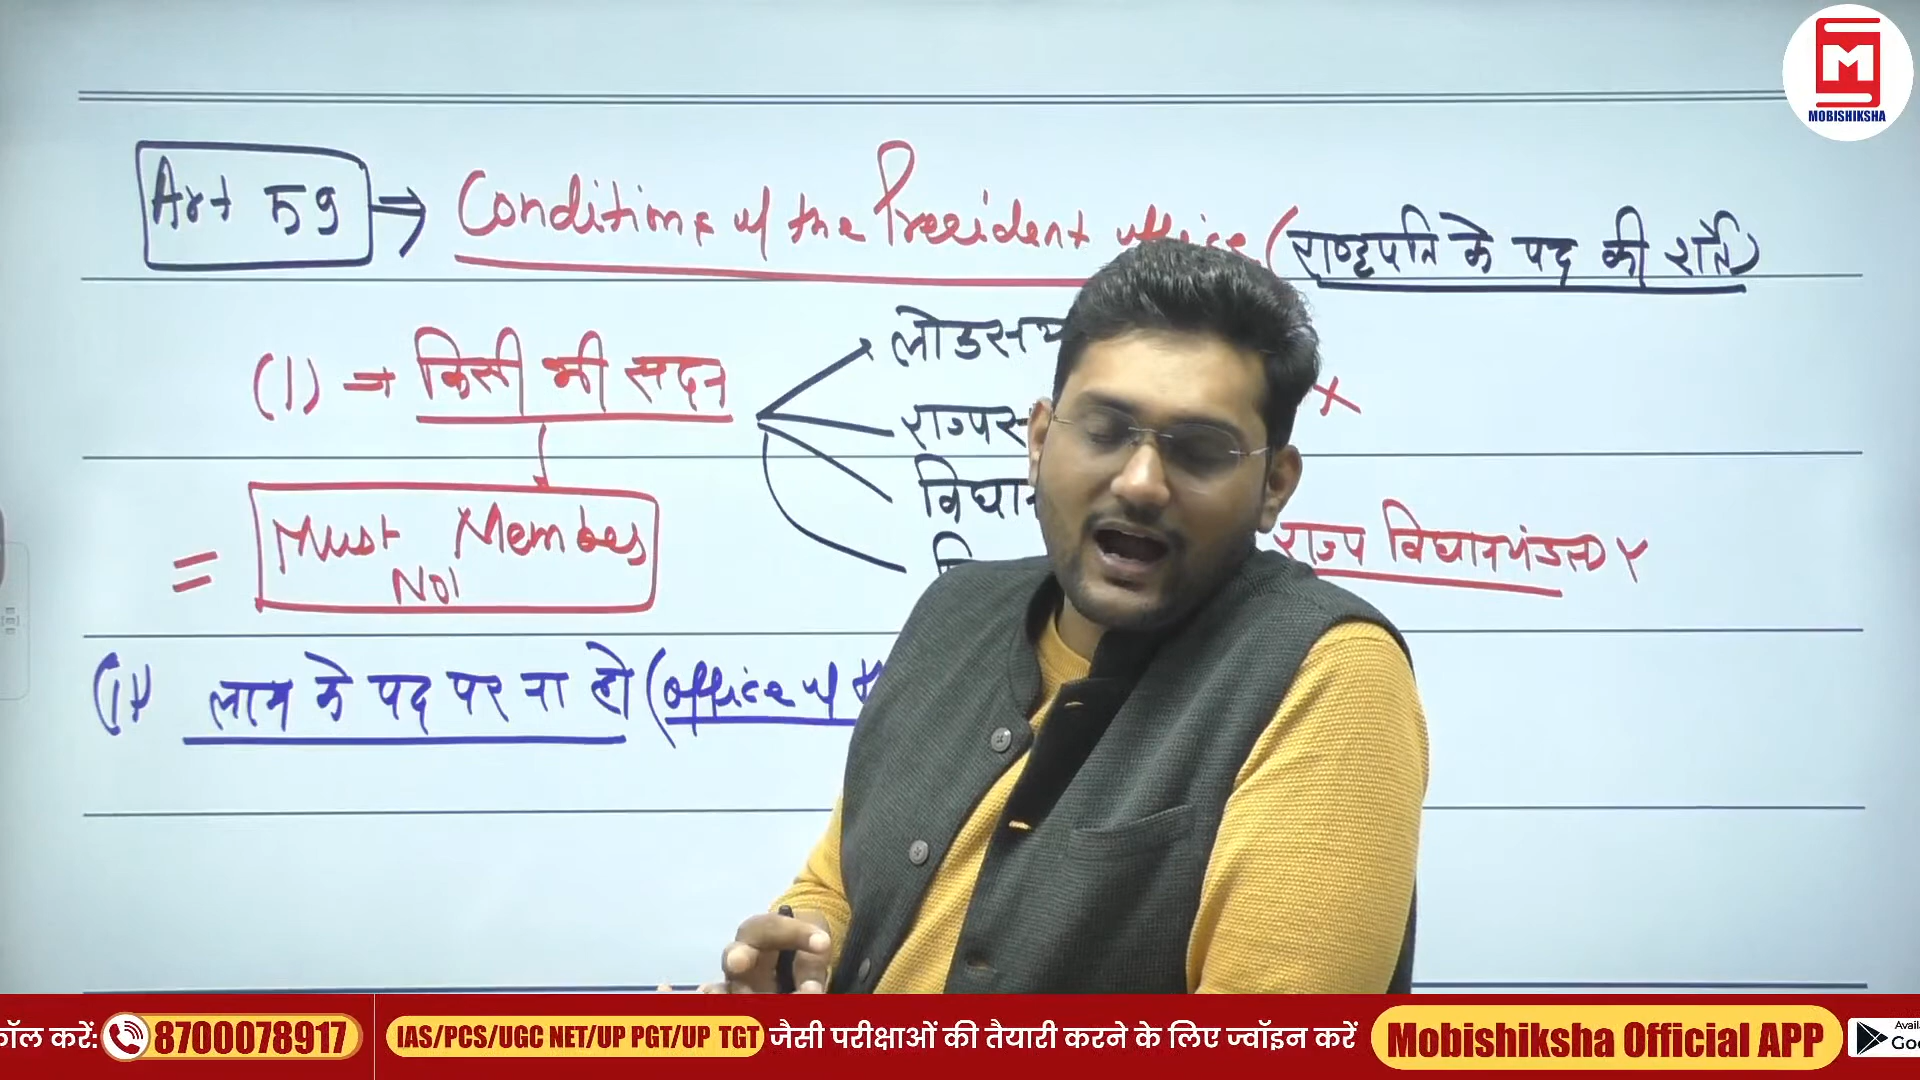 MOBISHIKSHA
Art 59 → Conditions of the President office (राष्ट्रपति के पद की शर्ते)
(1) → किसी भी सदन
लोकसभ
राज्यस
विधान
= Must Member
Not
राज्य विधानमंडल
(ii) लाभ के पद पर ना हो (office of
कॉल करें: 8700078917
IAS/PCS/UGC NET/UP PGT/UP TGT जैसी परीक्षाओं की तैयारी करने के लिए ज्वॉइन करें
Mobishiksha Official APP